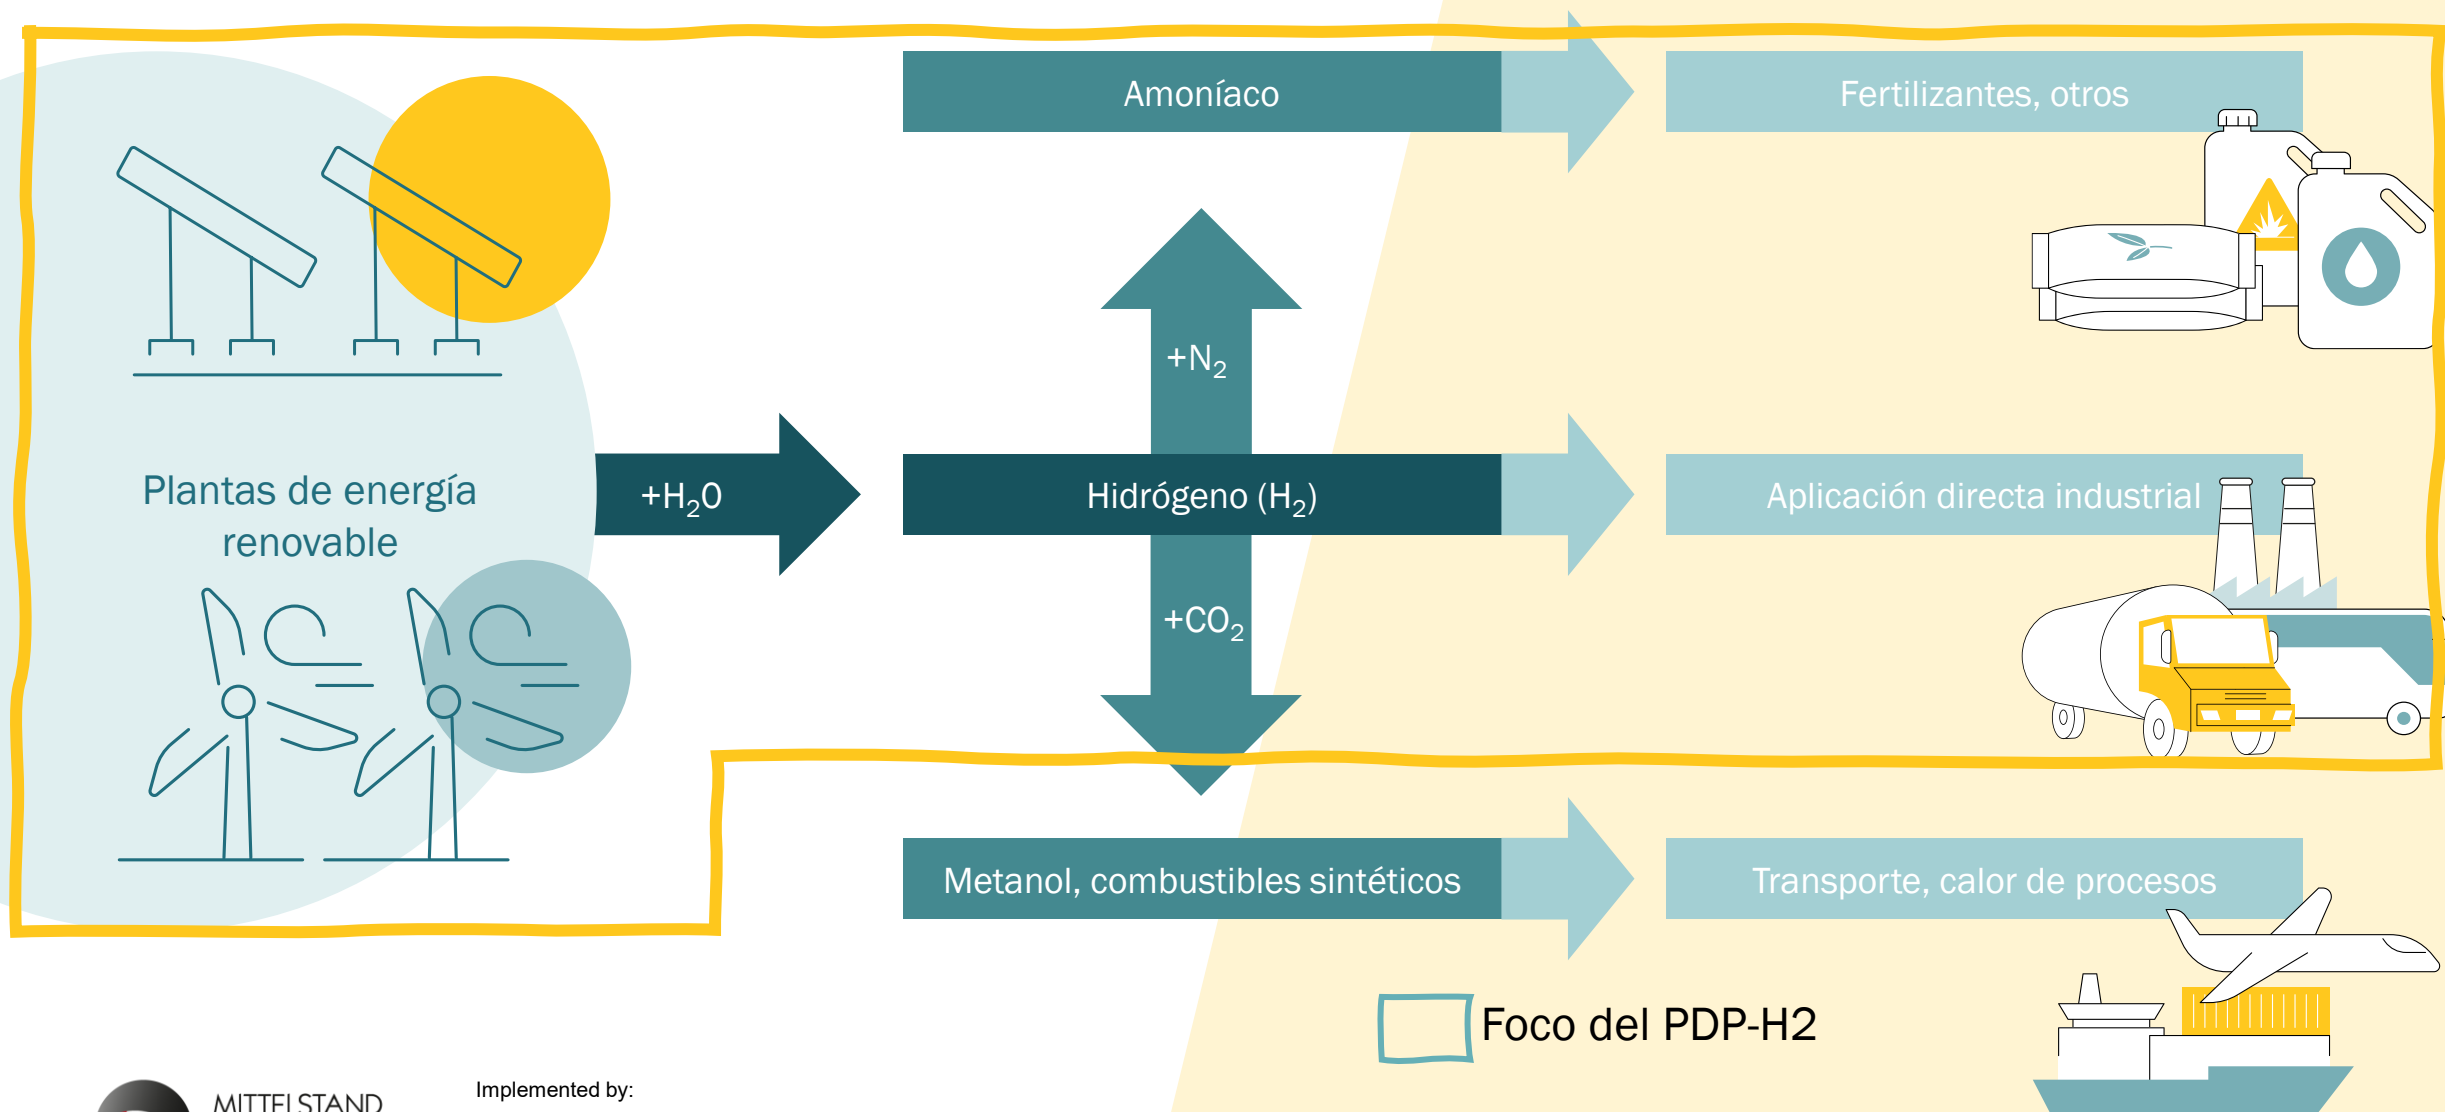 Amoníaco
Fertilizantes, otros
+N₂
Plantas de energía
renovable
+H₂O
Hidrógeno (H₂)
Aplicación directa industrial
+CO₂
Metanol, combustibles sintéticos
Transporte, calor de procesos
Foco del PDP-H2
MITTELSTAND
Implemented by: